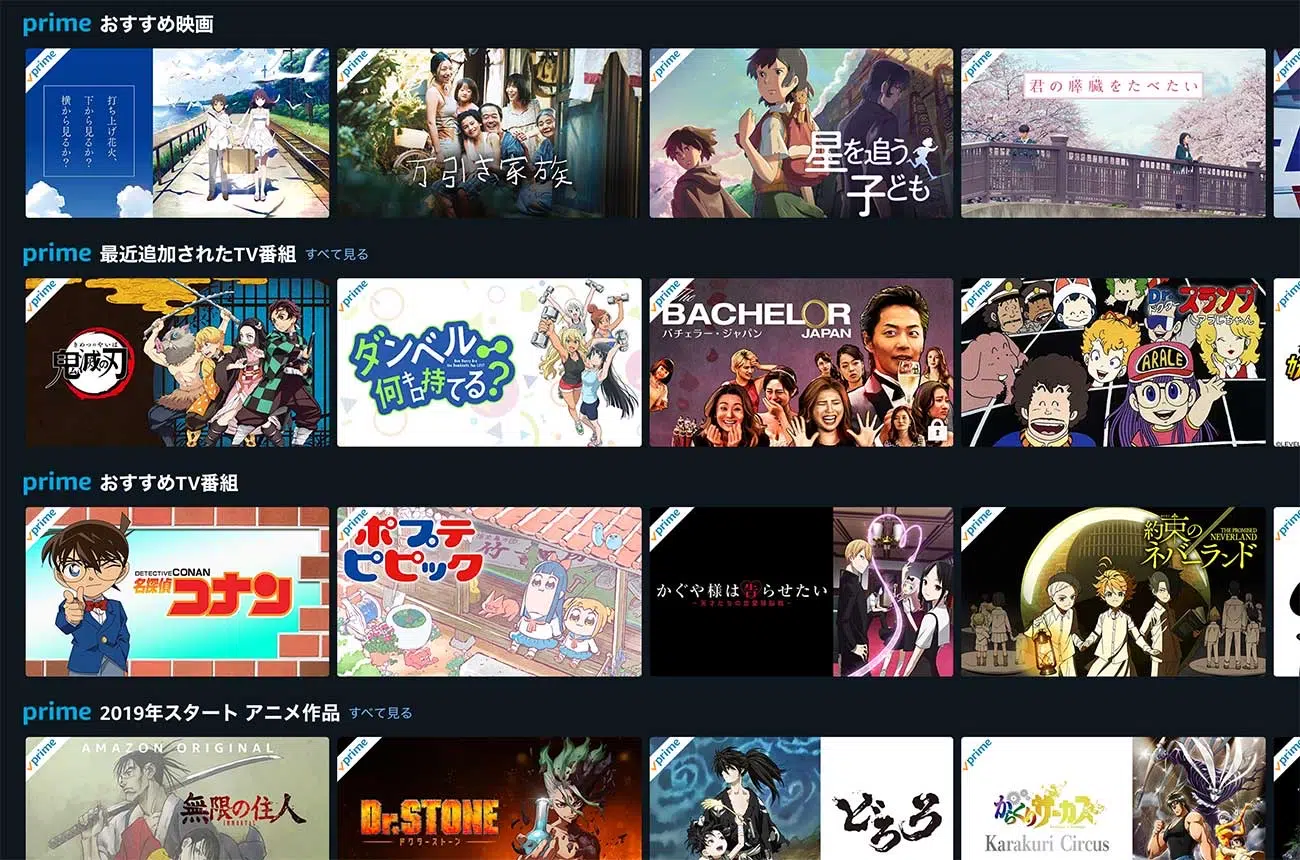 prime おすすめ映画
prime
打ち上げ花火、
下から見るか?
横から見るか?
prime
万引き家族
prime
星を追う
子ども
prime
君の膵臓をたべたい
prime 最近追加されたTV番組 すべて見る
prime
きめつのやいば
鬼滅の刃
prime
ダンベル
何キロ持てる?
prime
The
BACHELOR
JAPAN
バチェラー・ジャパン
prime
Dr.スランプ
アラレちゃん
ARALE
prime おすすめTV番組
prime
DETECTIVE CONAN
名探偵
コナン
prime
ポプテ
ピピック
prime
かぐや様は告らせたい
~天才たちの恋愛頭脳戦~
prime
約束の
ネバーランド
THE PROMISED
NEVERLAND
prime 2019年スタート アニメ作品 すべて見る
prime
AMAZON ORIGINAL
無限の住人
IMMORTAL
prime
Dr.STONE
ドクターストーン
prime
どろろ
prime
からくりサーカス
Karakuri Circus